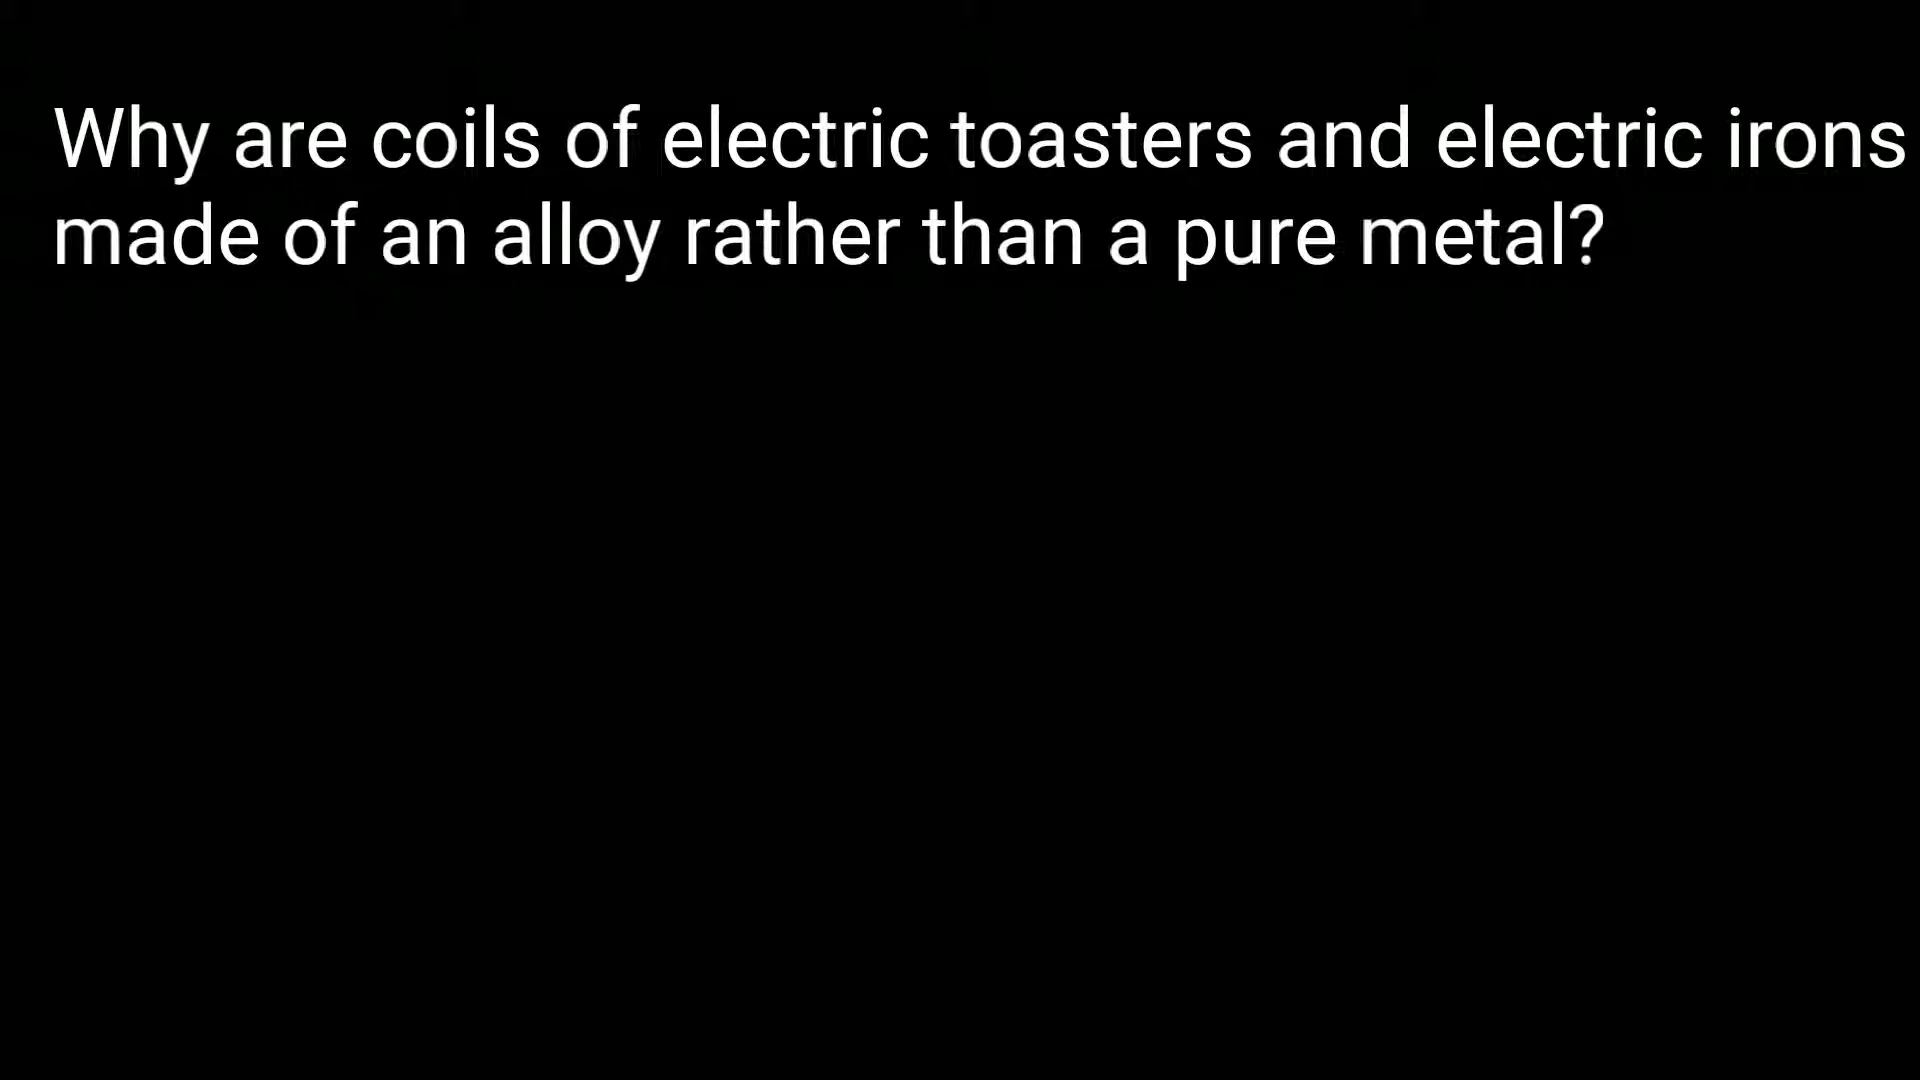 Why are coils of electric toasters and electric irons
made of an alloy rather than a pure metal?